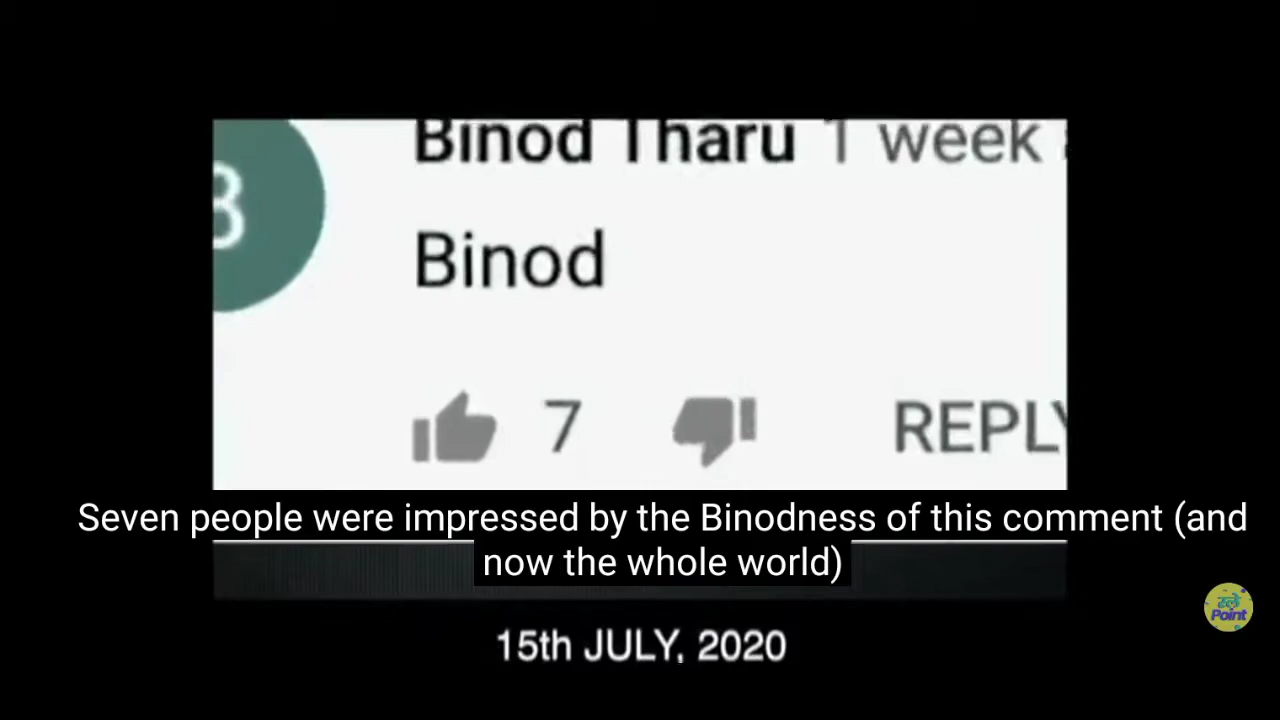 Binod Tharu 1 week
Binod
7 REPLY
Seven people were impressed by the Binodness of this comment (and
now the whole world)
Point
15th JULY, 2020